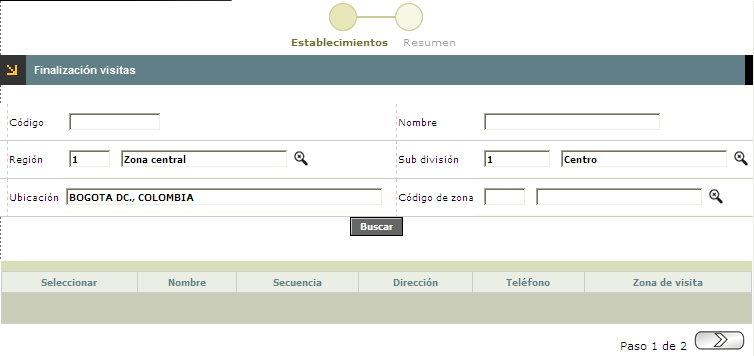 Establecimientos Resumen
Finalización visitas
Código Nombre
Región 1 Zona central Sub división 1 Centro
Ubicación BOGOTA DC., COLOMBIA Código de zona
Buscar
Seleccionar Nombre Secuencia Dirección Teléfono Zona de visita
Paso 1 de 2